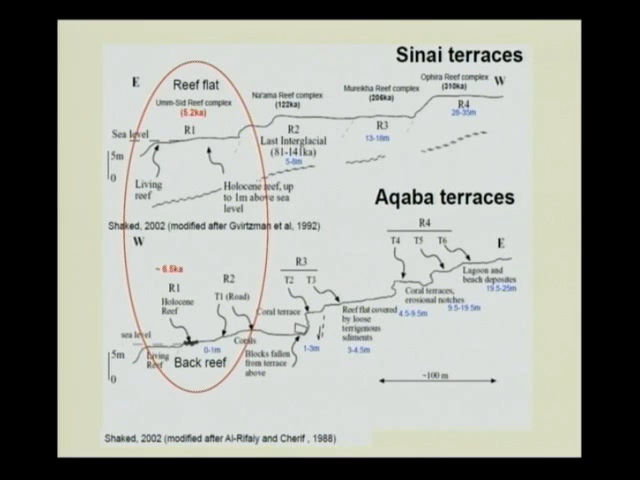 Sinai terraces
E
Reef flat
Umm-Sid Reef complex
(5.2ka)
Na'ama Reef complex
(122ka)
Mureikha Reef complex
(206ka)
Ophira Reef complex
(310ka)
W
R1
R2
R3
R4
Last Interglacial
(81-141ka)
5-8m
13-18m
26-35m
Sea level
5m
0
Living
reef
Holocene reef, up
to 1m above sea
level
Shaked, 2002 (modified after Gvirtzman et al, 1992)
Aqaba terraces
W
E
~ 6.5ka
R1
Holocene
Reef
R2
T1 (Road)
R3
T2 T3
R4
T4 T5 T6
Coral terrace
Lagoon and
beach deposites
19.5-25m
Coral terraces,
erosional notches
4.5-9.5m
9.5-19.5m
Reef flat covered
by loose
terrigenous
sdiments
3-4.5m
sea level
5m
0
Living
Reef
0-1m
Corals
Back reef
Blocks fallen
from terrace
above
1-3m
~100 m
Shaked, 2002 (modified after Al-Rifaiy and Cherif , 1988)